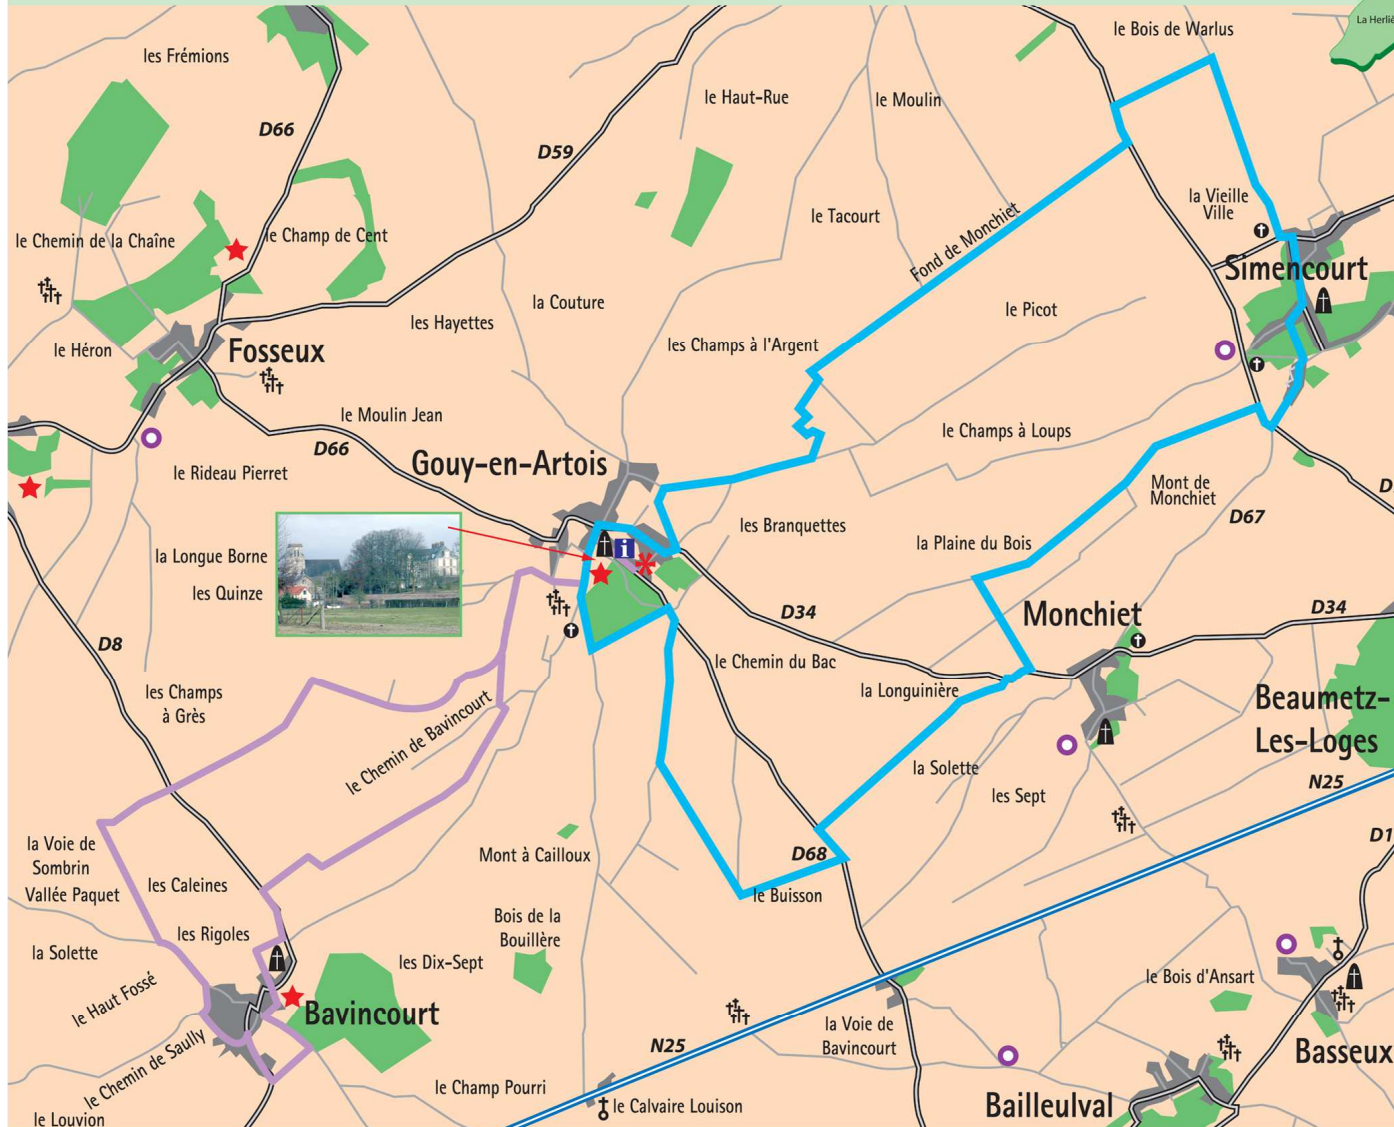 La Herliè
le Bois de Warlus
les Frémions
le Haut-Rue
le Moulin
D66
D59
la Vieille
Ville
le Tacourt
le Chemin de la Chaîne
le Champ de Cent
Fond de Monchiet
Simencourt
la Couture
le Picot
les Hayettes
les Champs à l'Argent
le Héron
Fosseux
le Moulin Jean
le Champs à Loups
D66
Gouy-en-Artois
le Rideau Pierret
Mont de
Monchiet
D
D67
les Branquettes
la Plaine du Bois
la Longue Borne
i
les Quinze
Monchiet
D34
D34
D8
le Chemin du Bac
la Longuinière
les Champs
à Grès
le Chemin de Bavincourt
Beaumetz-
Les-Loges
la Solette
N25
les Sept
la Voie de
Sombrin
Vallée Paquet
D1
Mont à Cailloux
D68
les Caleines
le Buisson
les Rigoles
Bois de la
Bouillère
la Solette
les Dix-Sept
le Bois d'Ansart
le Haut Fossé
Bavincourt
la Voie de
Bavincourt
N25
Basseux
le Chemin de Saully
le Champ Pourri
le Calvaire Louison
Bailleulval
le Louvion